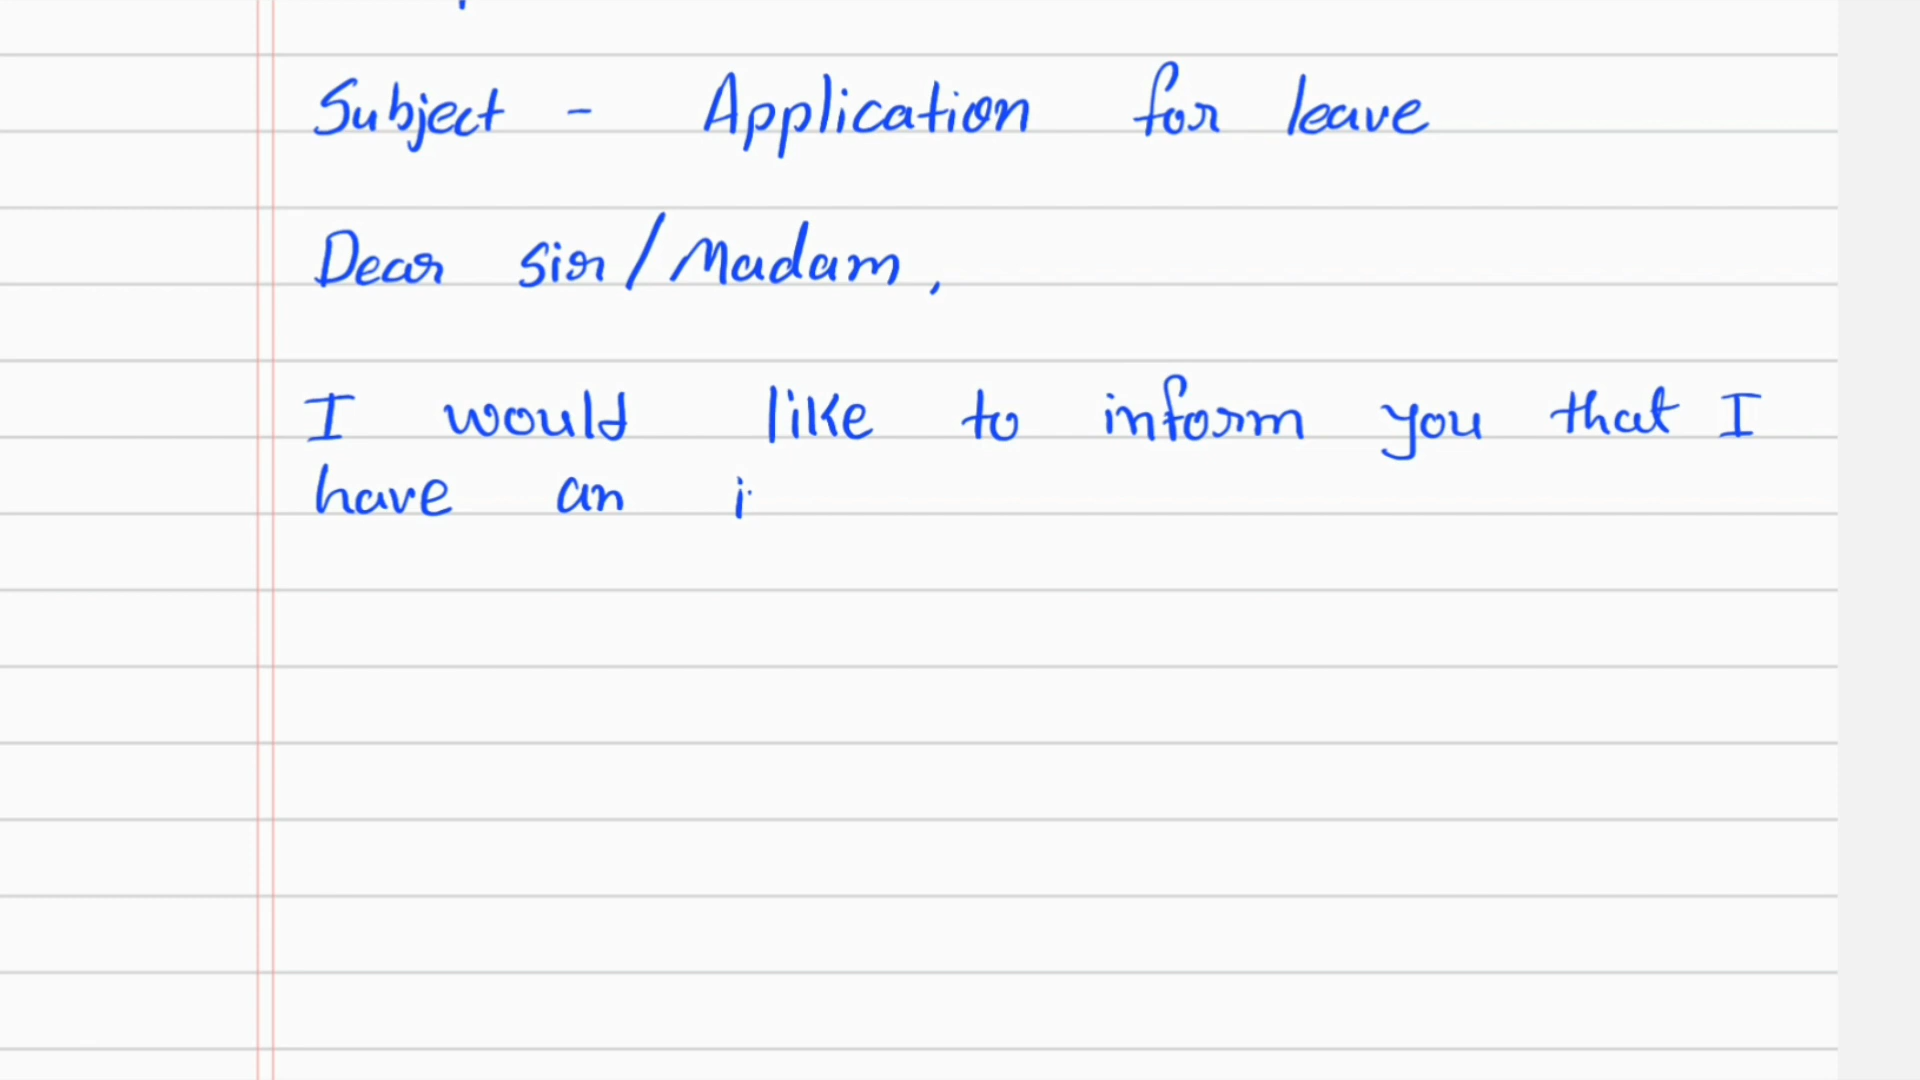 Subject - Application for leave
Dear sir/Madam,
I would like to inform you that I
have an i